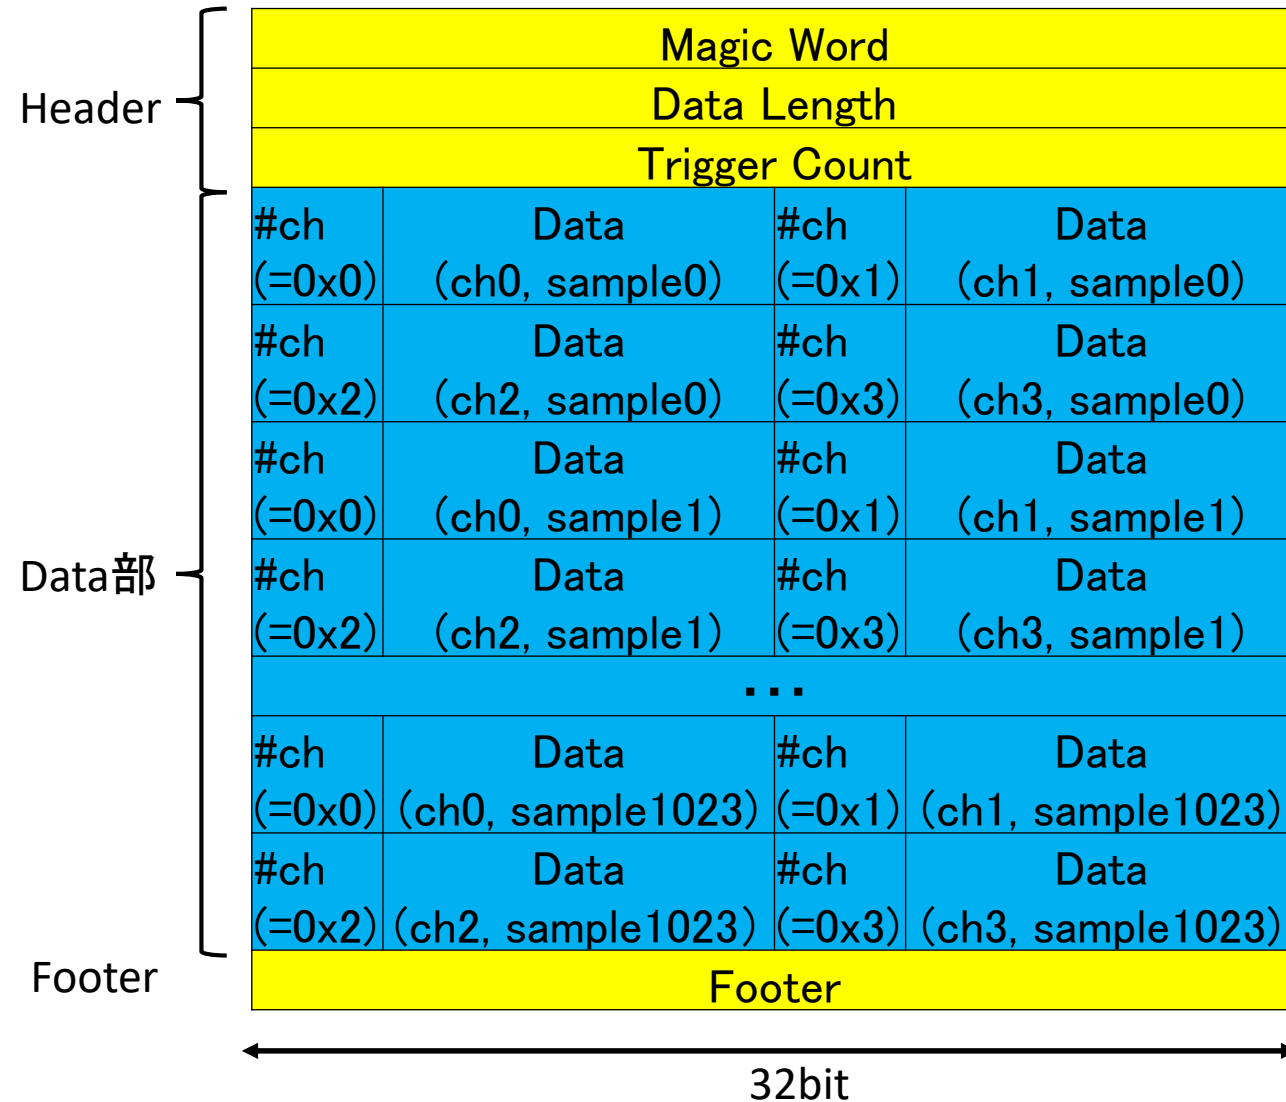 Magic Word
Header
Data Length
Trigger Count
#ch Data #ch Data
(=0x0) (ch0, sample0) (=0x1) (ch1, sample0)
#ch Data #ch Data
(=0x2) (ch2, sample0) (=0x3) (ch3, sample0)
#ch Data #ch Data
(=0x0) (ch0, sample1) (=0x1) (ch1, sample1)
Data部
#ch Data #ch Data
(=0x2) (ch2, sample1) (=0x3) (ch3, sample1)
...
#ch Data #ch Data
(=0x0) (ch0, sample1023) (=0x1) (ch1, sample1023)
#ch Data #ch Data
(=0x2) (ch2, sample1023) (=0x3) (ch3, sample1023)
Footer Footer
32bit